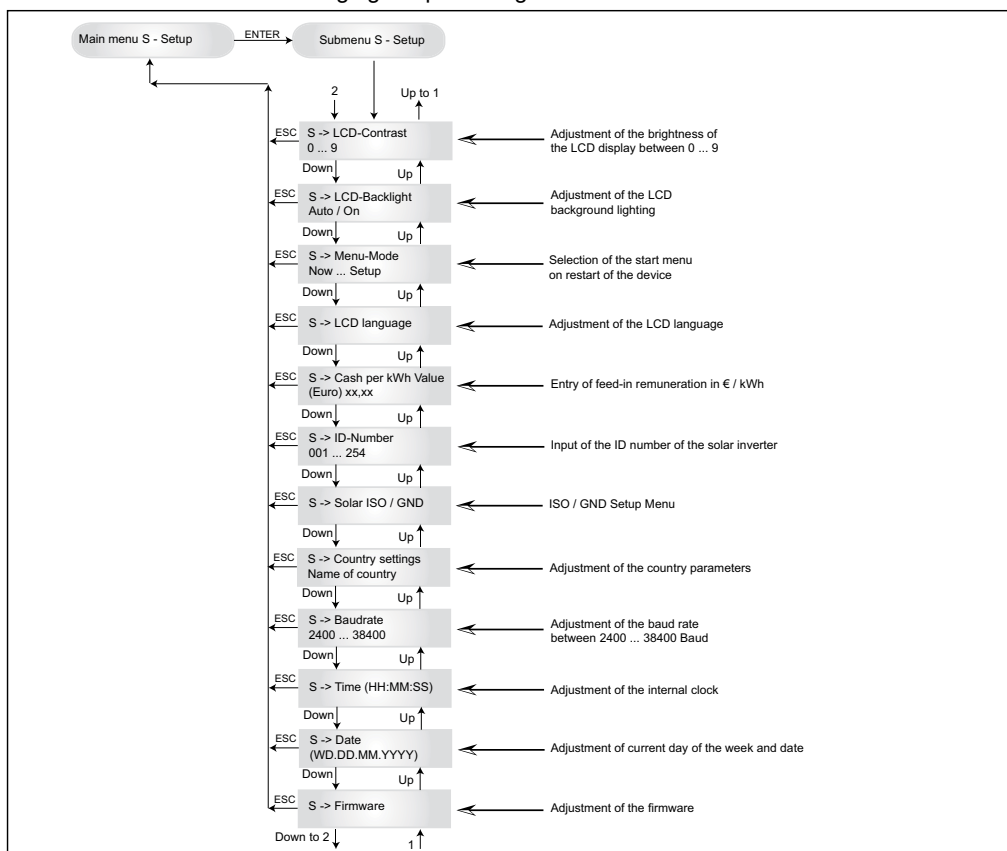 Main menu S - Setup
ENTER
Submenu S - Setup
2
Up to 1
ESC
S -> LCD-Contrast
0 ... 9
Adjustment of the brightness of
the LCD display between 0 ... 9
Down
Up
ESC
S -> LCD-Backlight
Auto / On
Adjustment of the LCD
background lighting
Down
Up
ESC
S -> Menu-Mode
Now ... Setup
Selection of the start menu
on restart of the device
Down
Up
ESC
S -> LCD language
Adjustment of the LCD language
Down
Up
ESC
S -> Cash per kWh Value
(Euro) xx,xx
Entry of feed-in remuneration in € / kWh
Down
Up
ESC
S -> ID-Number
001 ... 254
Input of the ID number of the solar inverter
Down
Up
ESC
S -> Solar ISO / GND
ISO / GND Setup Menu
Down
Up
ESC
S -> Country settings
Name of country
Adjustment of the country parameters
Down
Up
ESC
S -> Baudrate
2400 ... 38400
Adjustment of the baud rate
between 2400 ... 38400 Baud
Down
Up
ESC
S -> Time (HH:MM:SS)
Adjustment of the internal clock
Down
Up
ESC
S -> Date
(WD.DD.MM.YYYY)
Adjustment of current day of the week and date
Down
Up
ESC
S -> Firmware
Adjustment of the firmware
Down to 2
1